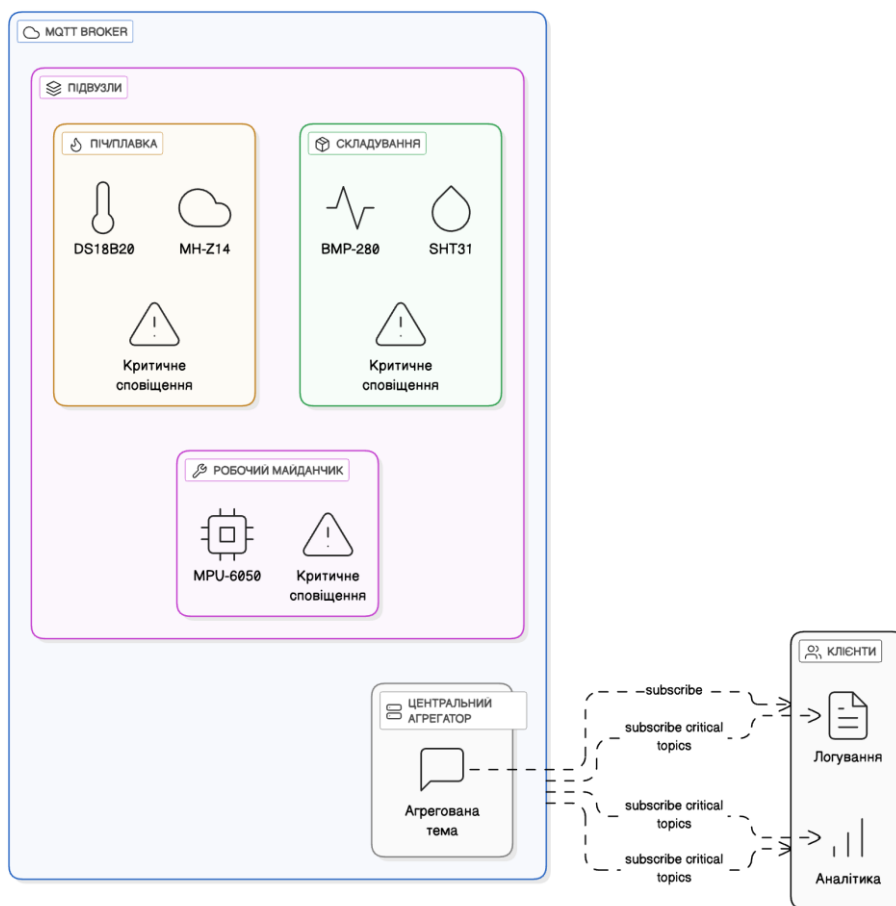 MQTT BROKER
ПІДВУЗЛИ
ПІЧ/ПЛАВКА
DS18B20
MH-Z14
Критичне
сповіщення
СКЛАДУВАННЯ
BMP-280
SHT31
Критичне
сповіщення
РОБОЧИЙ МАЙДАНЧИК
MPU-6050
Критичне
сповіщення
ЦЕНТРАЛЬНИЙ
АГРЕГАТОР
Агрегована
тема
subscribe
subscribe critical
topics
subscribe critical
topics
subscribe critical
topics
КЛІЄНТИ
Логування
Аналітика